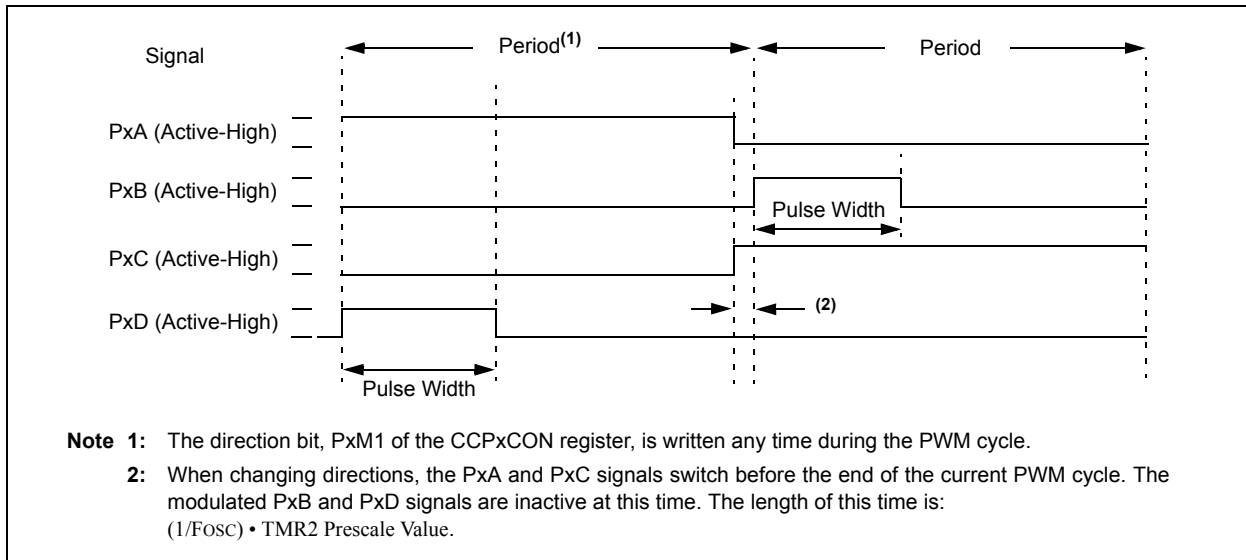 Signal
Period(1)
Period
PxA (Active-High)
PxB (Active-High)
Pulse Width
PxC (Active-High)
(2)
PxD (Active-High)
Pulse Width
Note 1: The direction bit, PxM1 of the CCPxCON register, is written any time during the PWM cycle.
2: When changing directions, the PxA and PxC signals switch before the end of the current PWM cycle. The
modulated PxB and PxD signals are inactive at this time. The length of this time is:
(1/FOSC) • TMR2 Prescale Value.